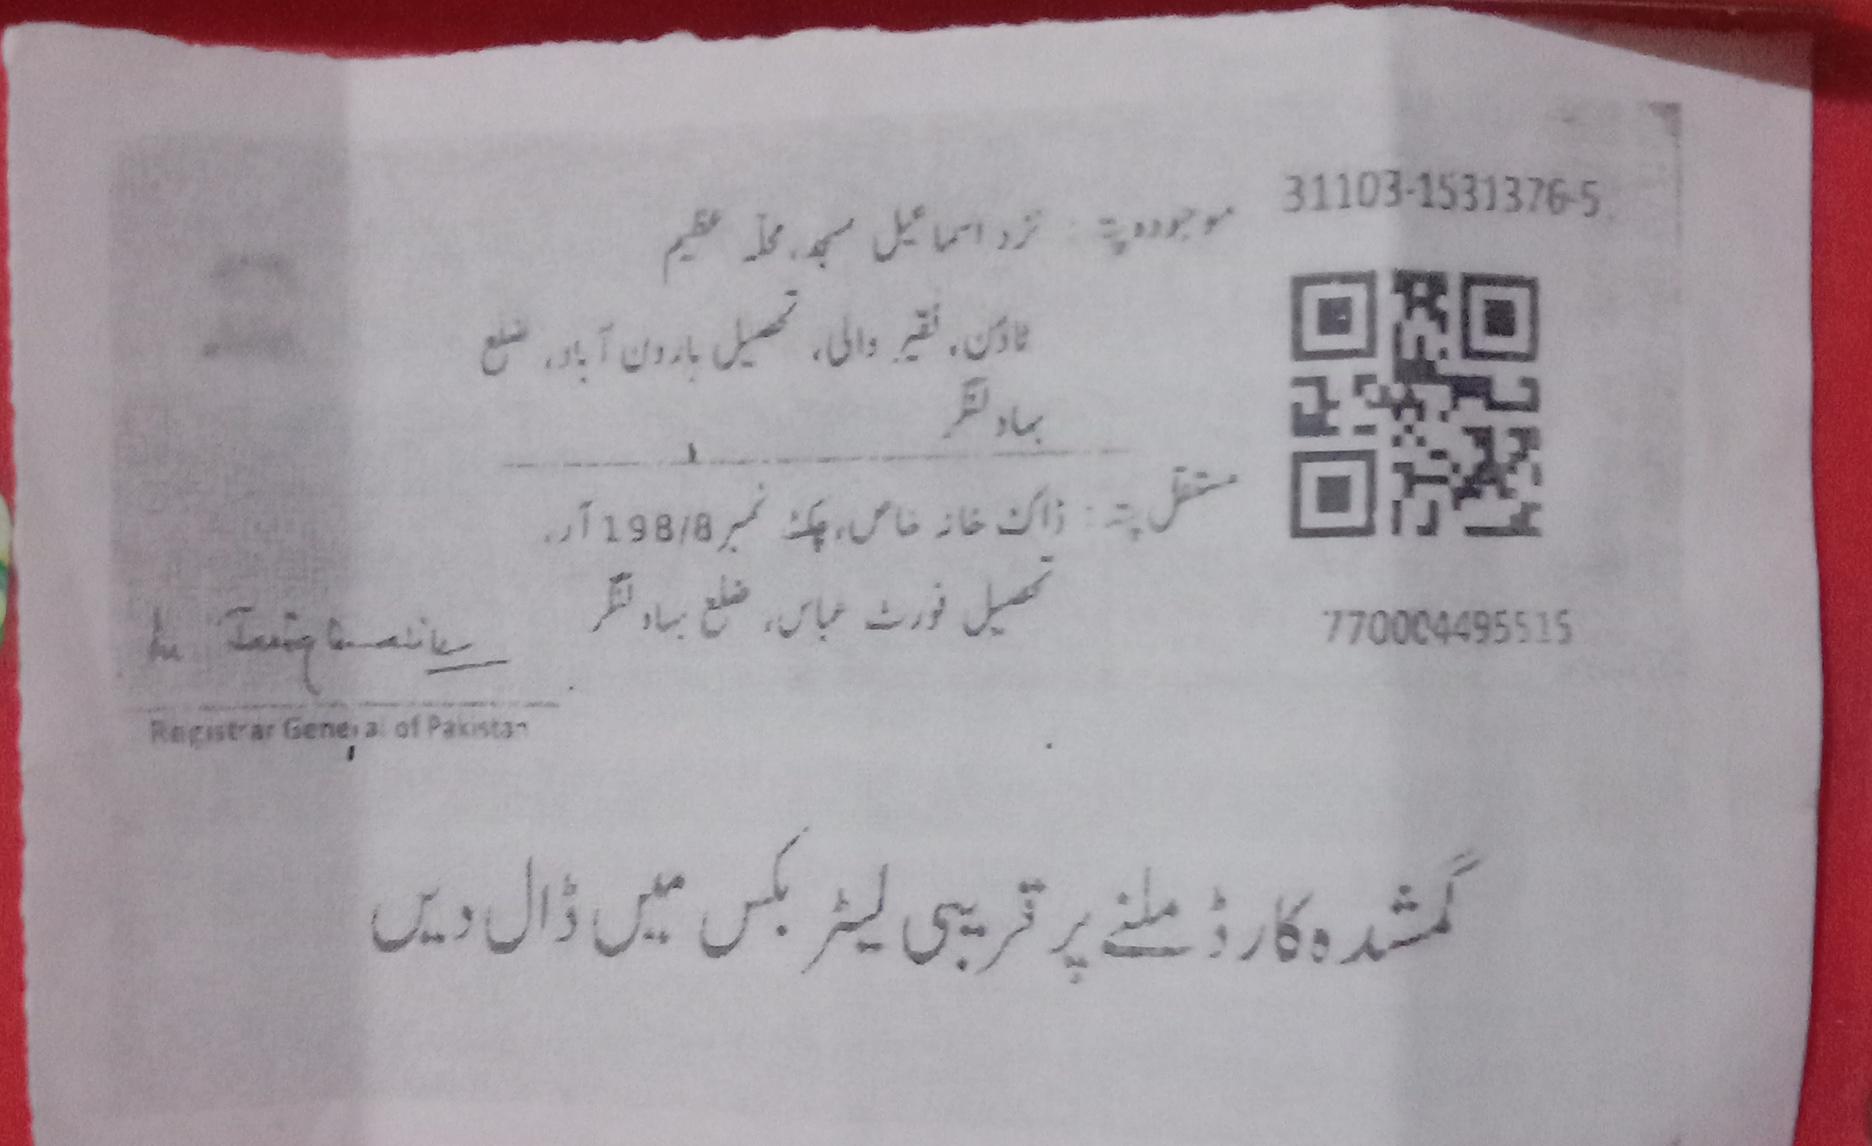 31103-1531376-5
موجودہ پتہ: نزد اسماعیل مسجد، محلہ عظیم
ٹاؤن، فقیر والی، تحصیل ہارون آباد، ضلع
بہاولنگر
مستقل پتہ: ڈاک خانہ خاص، چک نمبر 198/8 آر،
تحصیل فورٹ عباس، ضلع بہاولنگر
770004495515
Registrar General of Pakistan
گمشدہ کارڈ ملنے پر قریبی لیٹر بکس میں ڈال دیں